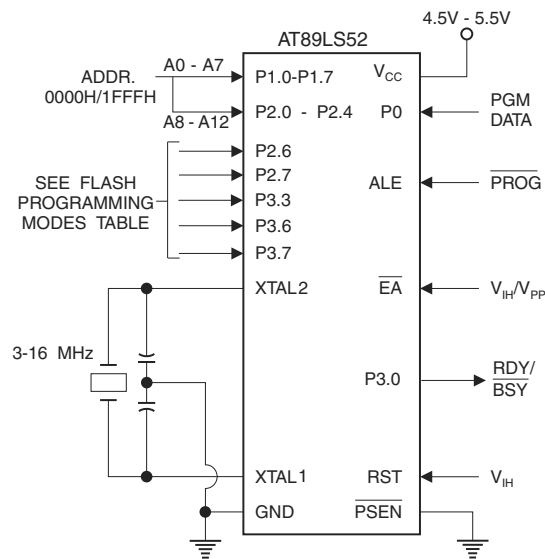 4.5V - 5.5V
AT89LS52
A0 - A7
ADDR.
0000H/1FFFH
P1.0-P1.7
VCC
P2.0 - P2.4
P0
PGM
DATA
A8 - A12
P2.6
P2.7
SEE FLASH
PROGRAMMING
MODES TABLE
P3.3
P3.6
P3.7
ALE
PROG
XTAL2
EA
VIH/VPP
3-16 MHz
P3.0
RDY/
BSY
XTAL1
RST
VIH
GND
PSEN